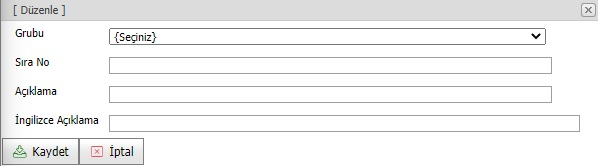 [ Düzenle ]
Grubu {Seçiniz}
Sıra No
Açıklama
İngilizce Açıklama
Kaydet İptal